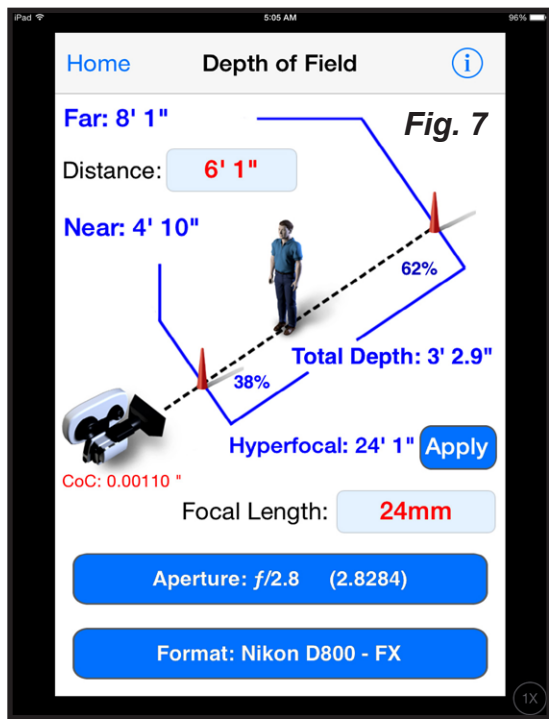 iPad 5:05 AM 96%
Home Depth of Field i
Far: 8' 1"
Fig. 7
Distance: 6' 1"
Near: 4' 10"
62%
Total Depth: 3' 2.9"
38%
Hyperfocal: 24' 1" Apply
CoC: 0.00110 "
Focal Length: 24mm
Aperture: ƒ/2.8 (2.8284)
Format: Nikon D800 - FX
1X